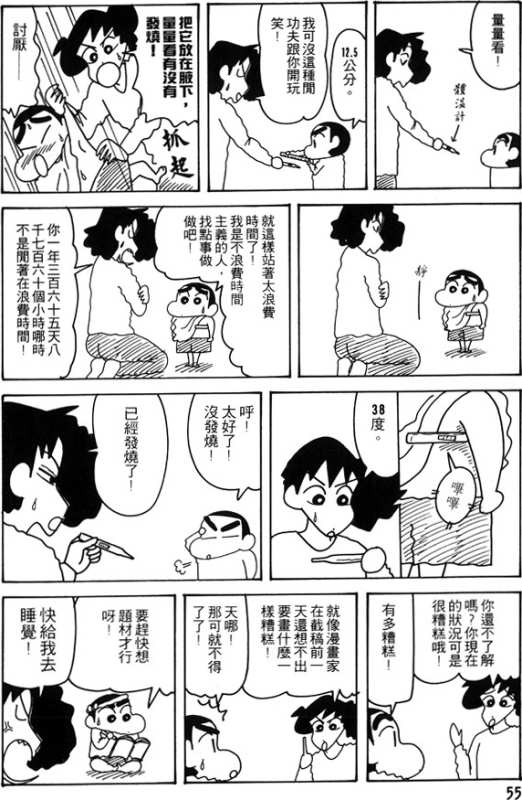 量量看！
體溫計
12.5
公分。
我可沒這種閒
功夫跟你開玩
笑！
把它放在腋下，
量量看有沒有
發燒！
抓起
討厭—
靜
就這樣站著太浪費
時間了！
我是不浪費時間
主義的人，
找點事
做吧！
你一年三百六十五天八
千七百六十個小時哪時
不是閒著在浪費時間！
嗶
嗶
38
度。
呼！
太好了！
沒發燒！
已經發燒了！
你還不了解
嗎？你現在
的狀況可是
很糟糕哦！
有多糟糕！
就像漫畫家
在截稿前一
天還想不出
要畫什麼一
樣糟糕！
天哪！
那可就不得
了了！
要趕快想
題材才行
呀！
快給我去
睡覺！
55